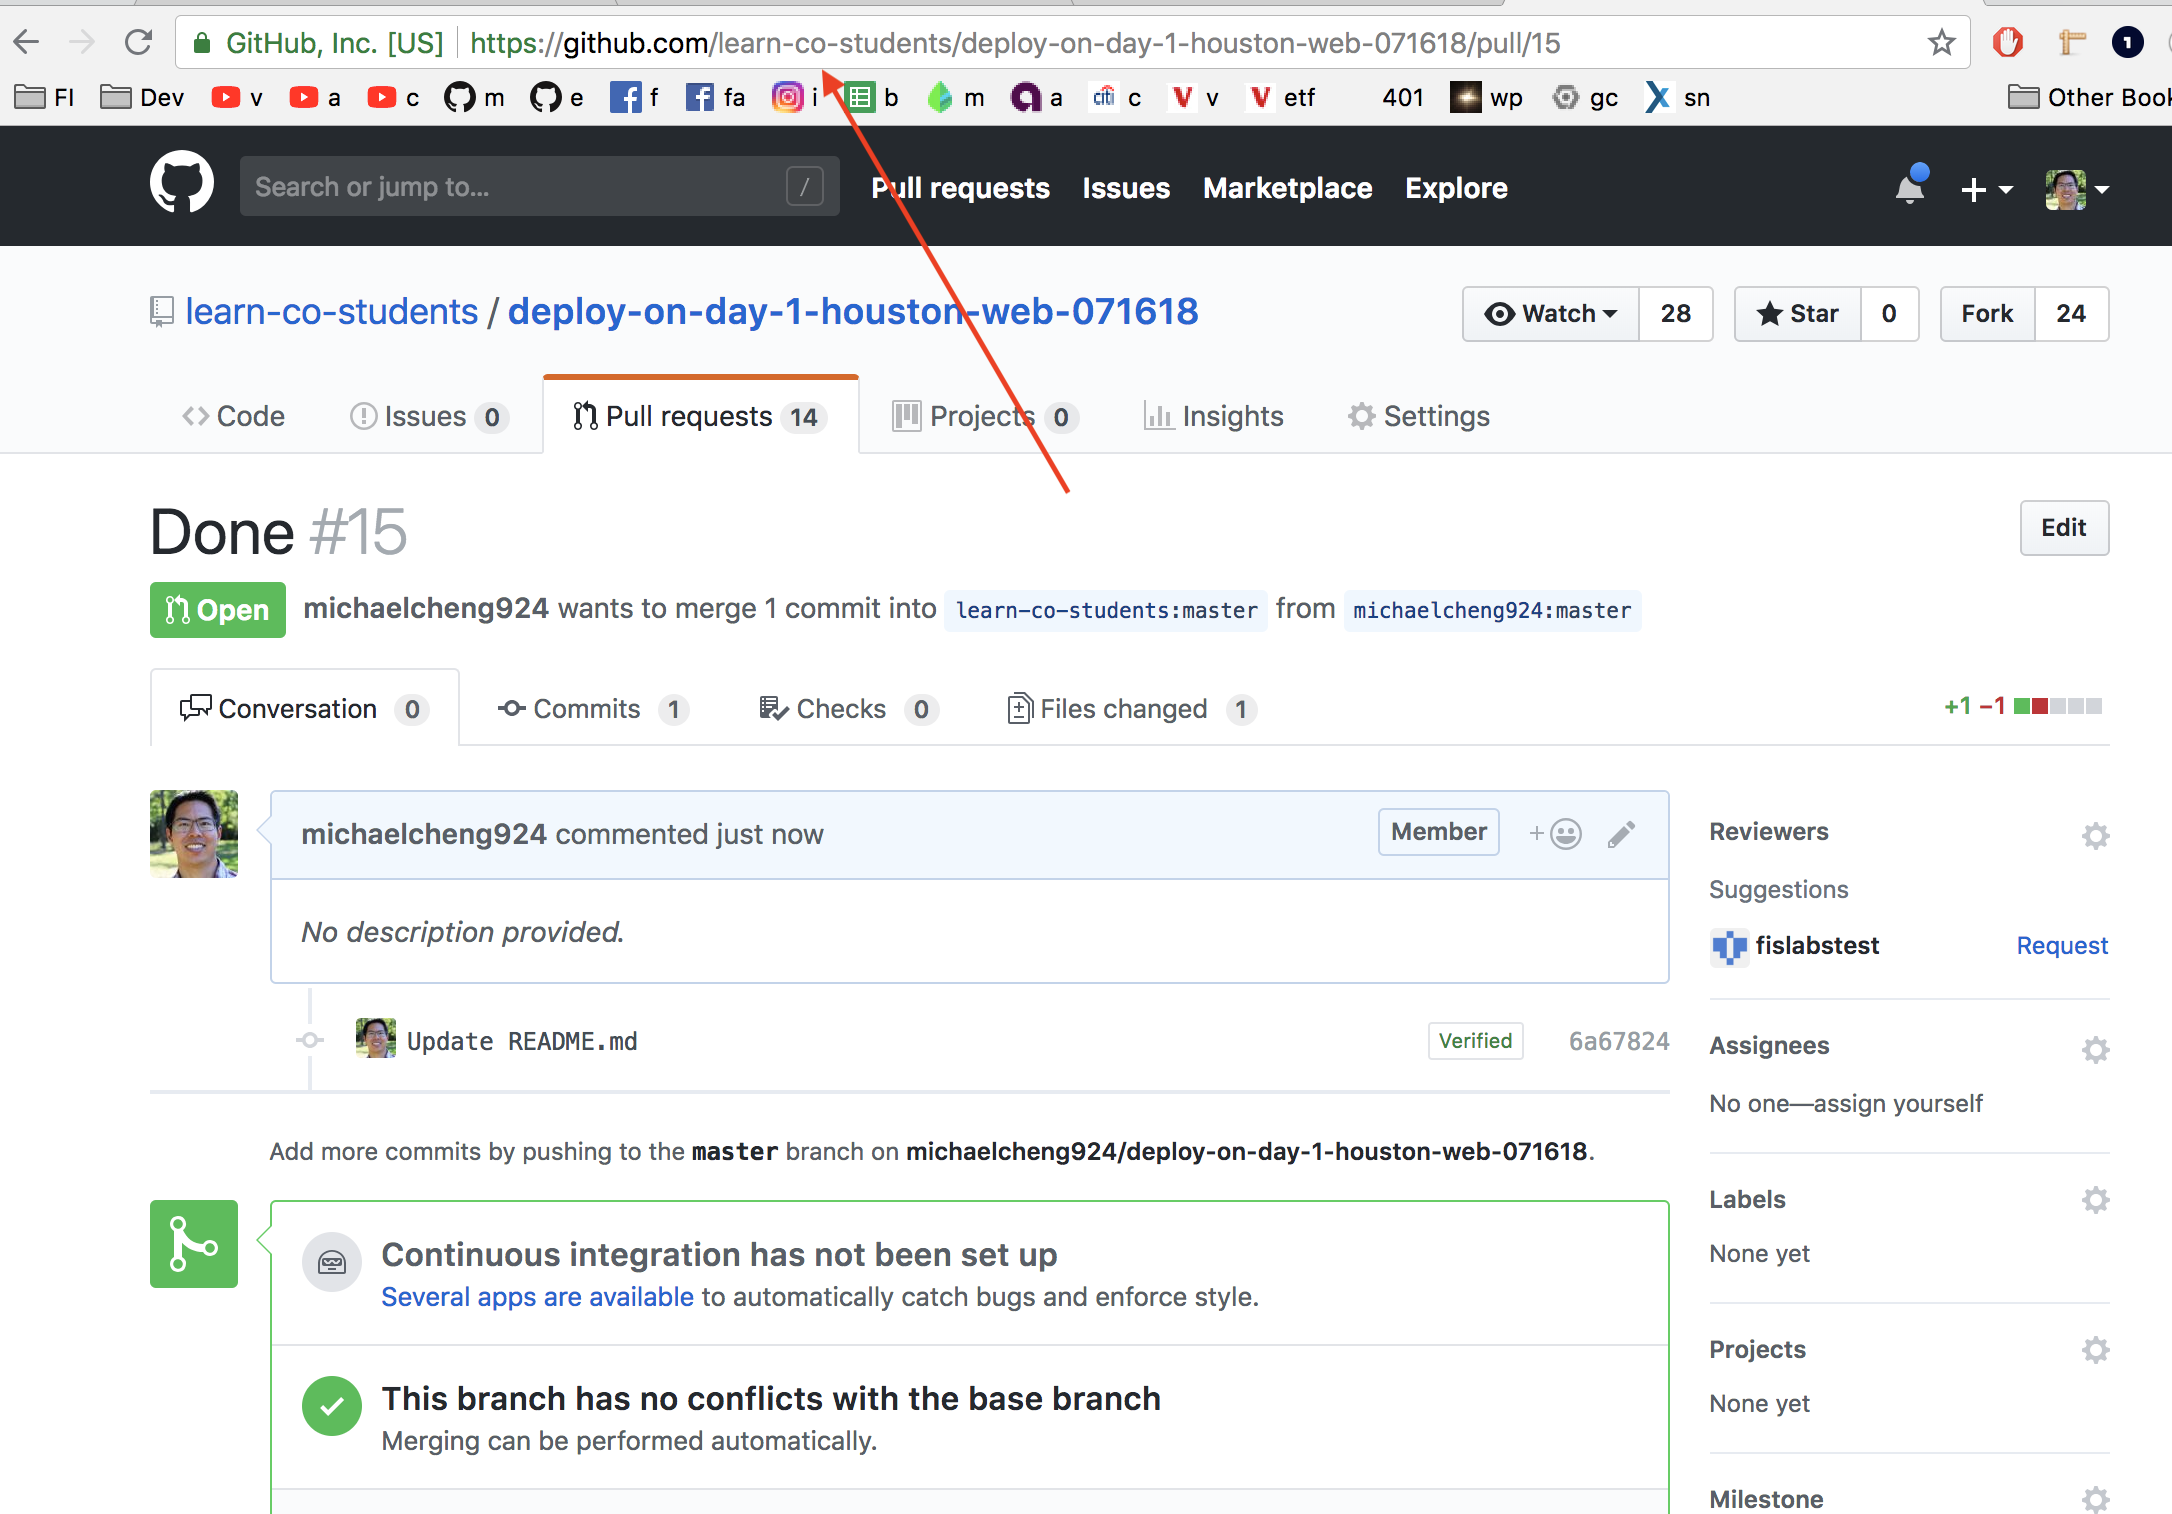 GitHub, Inc. [US] https://github.com/learn-co-students/deploy-on-day-1-houston-web-071618/pull/15 1
FI Dev v a c m e f fa i b m a citi c V v V etf 401 wp gc sn Other Book
Search or jump to... / Pull requests Issues Marketplace Explore
learn-co-students / deploy-on-day-1-houston-web-071618 Watch 28 Star 0 Fork 24
Code Issues 0 Pull requests 14 Projects 0 Insights Settings
Done #15 Edit
Open michaelcheng924 wants to merge 1 commit into learn-co-students:master from michaelcheng924:master
Conversation 0 Commits 1 Checks 0 Files changed 1 +1 −1
michaelcheng924 commented just now Member
No description provided.
Update README.md Verified 6a67824
Add more commits by pushing to the master branch on michaelcheng924/deploy-on-day-1-houston-web-071618.
Continuous integration has not been set up
Several apps are available to automatically catch bugs and enforce style.
This branch has no conflicts with the base branch
Merging can be performed automatically.
Reviewers
Suggestions
fislabstest Request
Assignees
No one—assign yourself
Labels
None yet
Projects
None yet
Milestone